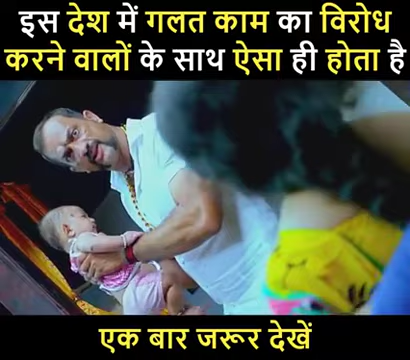 इस देश में गलत काम का विरोध
करने वालों के साथ ऐसा ही होता है
एक बार जरूर देखें